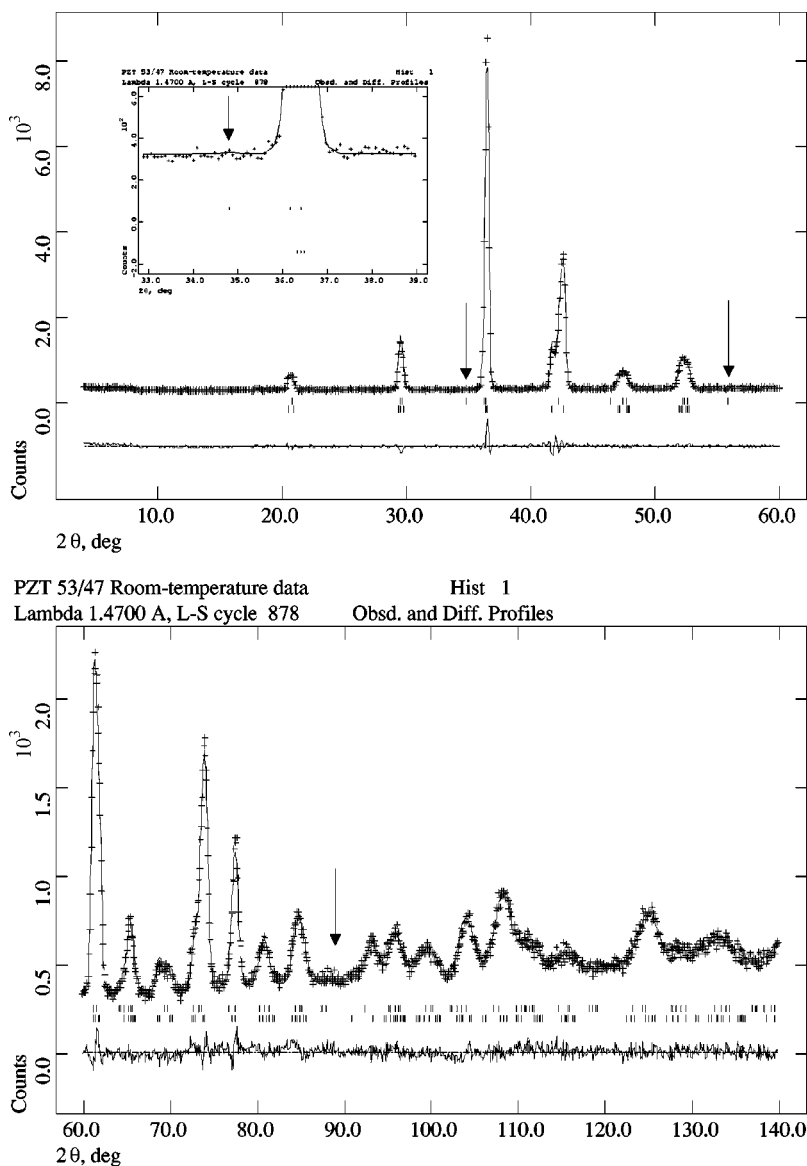 PZT 53/47 Room-temperature data Hist 1
Lambda 1.4700 A, L-S cycle 878 Obsd. and Diff. Profiles
10^2
6.0
4.0
2.0
0.0
-2.0
Counts
33.0 34.0 35.0 36.0 37.0 38.0 39.0
2θ, deg
10^3
8.0
6.0
4.0
2.0
0.0
Counts
10.0 20.0 30.0 40.0 50.0 60.0
2θ, deg
PZT 53/47 Room-temperature data Hist 1
Lambda 1.4700 A, L-S cycle 878 Obsd. and Diff. Profiles
10^3
2.0
1.5
1.0
0.5
0.0
Counts
60.0 70.0 80.0 90.0 100.0 110.0 120.0 130.0 140.0
2θ, deg